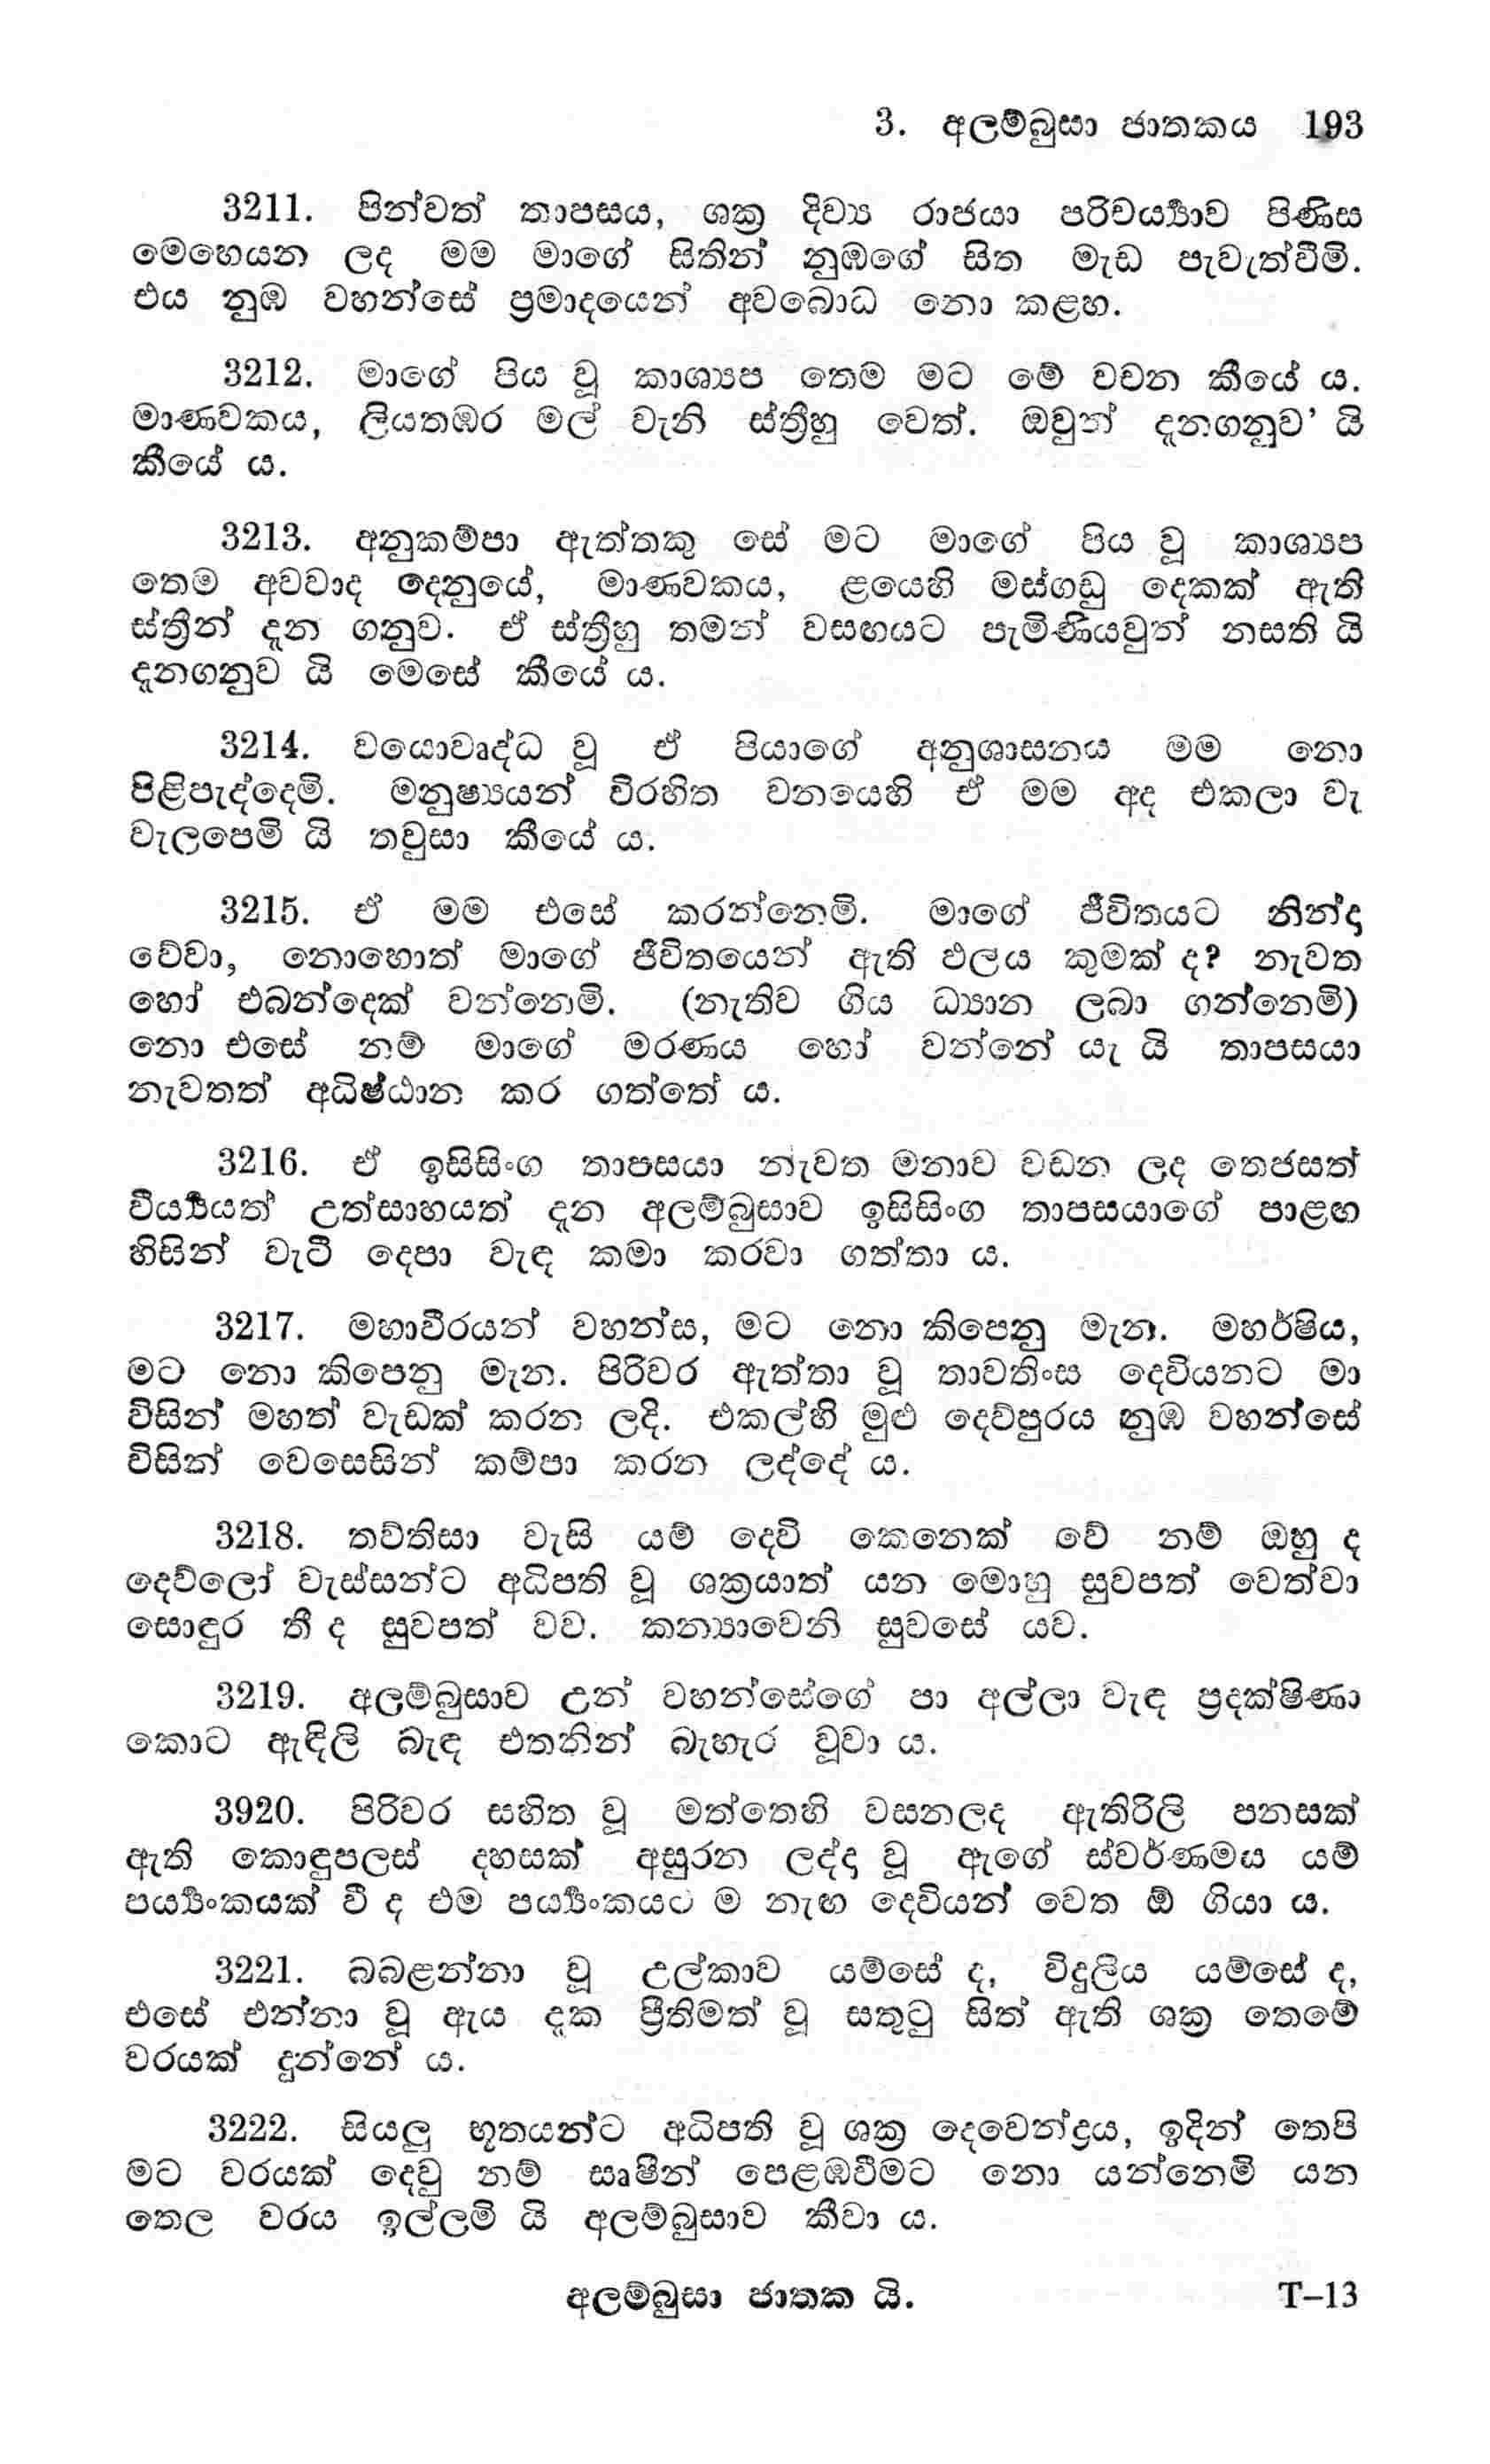 3. අලම්බුසා ජාතකය 193
3211. පින්වත් තාපසය, ශක්‍ර දිව්‍ය රාජයා පරිචර්‍ය්‍යාව පිණිස
මෙහෙයන ලද මම මාගේ සිතින් නුඹගේ සිත මැඩ පැවැත්වීමි.
එය නුඹ වහන්සේ ප්‍රමාදයෙන් අවබොධ නො කළහ.
3212. මාගේ පිය වූ කාශ්‍යප තෙම මට මේ වචන කීයේ ය.
මාණවකය, ලියතඹර මල් වැනි ස්ත්‍රීහු වෙත්. ඔවුන් දැනගනුව’ යි
කීයේ ය.
3213. අනුකම්පා ඇත්තකු සේ මට මාගේ පිය වූ කාශ්‍යප
තෙම අවවාද දෙනුයේ, මාණවකය, ළයෙහි මස්ගඩු දෙකක් ඇති
ස්ත්‍රීන් දැන ගනුව. ඒ ස්ත්‍රීහු තමන් වසඟයට පැමිණියවුන් නසති යි
දැනගනුව යි මෙසේ කීයේ ය.
3214. වයොවෘද්ධ වූ ඒ පියාගේ අනුශාසනය මම නො
පිළිපැද්දෙමි. මනුෂ්‍යයන් විරහිත වනයෙහි ඒ මම අද එකලා වැ
වැලපෙමි යි තවුසා කීයේ ය.
3215. ඒ මම එසේ කරන්නෙමි. මාගේ ජීවිතයට නින්දා
වේවා, නොහොත් මාගේ ජීවිතයෙන් ඇති ඵලය කුමක් ද? නැවත
හෝ එබන්දෙක් වන්නෙමි. (නැතිව ගිය ධ්‍යාන ලබා ගන්නෙමි)
නො එසේ නම් මාගේ මරණය හෝ වන්නේ යැ යි තාපසයා
නැවතත් අධිෂ්ඨාන කර ගත්තේ ය.
3216. ඒ ඉසිසිංග තාපසයා නැවත මනාව වඩන ලද තෙජසත්
වීර්‍ය්‍යයත් උත්සාහයත් දැන අලම්බුසාව ඉසිසිංග තාපසයාගේ පාළඟ
හිසින් වැටී දෙපා වැඳ කමා කරවා ගත්තා ය.
3217. මහාවීරයන් වහන්ස, මට නො කිපෙනු මැන. මහර්ෂිය,
මට නො කිපෙනු මැන. පිරිවර ඇත්තා වූ තාවතිංස දෙවියනට මා
විසින් මහත් වැඩක් කරන ලදි. එකල්හි මුළු දෙව්පුරය නුඹ වහන්සේ
විසින් වෙසෙසින් කම්පා කරන ලද්දේ ය.
3218. තව්තිසා වැසි යම් දෙවි කෙනෙක් වේ නම් ඔහු ද
දෙව්ලෝ වැස්සන්ට අධිපති වූ ශක්‍රයාත් යන මොහු සුවපත් වෙත්වා
සොඳුර තී ද සුවපත් වව. කන්‍යාවෙනි සුවසේ යව.
3219. අලම්බුසාව උන් වහන්සේගේ පා අල්ලා වැඳ ප්‍රදක්ෂිණා
කොට ඇඳිලි බැඳ එතනින් බැහැර වූවා ය.
3920. පිරිවර සහිත වූ මත්තෙහි වසනලද ඇතිරිලි පනසක්
ඇති කොඳුපලස් දහසක් අසුරන ලද්දා වූ ඇගේ ස්වර්ණමය යම්
පර්‍ය්‍යංකයක් වී ද එම පර්‍ය්‍යංකයට ම නැඟ දෙවියන් වෙත ඕ ගියා ය.
3221. බබළන්නා වූ උල්කාව යම්සේ ද, විදුලිය යම්සේ ද,
එසේ එන්නා වූ ඇය දැක ප්‍රීතිමත් වූ සතුටු සිත් ඇති ශක්‍ර තෙමේ
වරයක් දුන්නේ ය.
3222. සියලු භූතයන්ට අධිපති වූ ශක්‍ර දෙවෙන්ද්‍රය, ඉදින් තෙපි
මට වරයක් දෙවු නම් සෘෂීන් පෙළඹවීමට නො යන්නෙමි යන
තෙල වරය ඉල්ලමි යි අලම්බුසාව කීවා ය.
අලම්බුසා ජාතක යි.
T–13